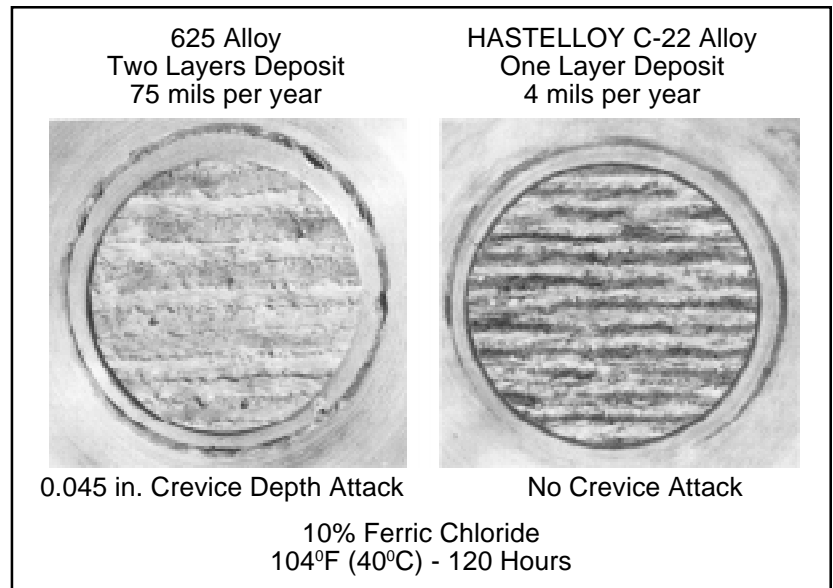 625 Alloy
Two Layers Deposit
75 mils per year
HASTELLOY C-22 Alloy
One Layer Deposit
4 mils per year
0.045 in. Crevice Depth Attack
No Crevice Attack
10% Ferric Chloride
104⁰F (40⁰C) - 120 Hours